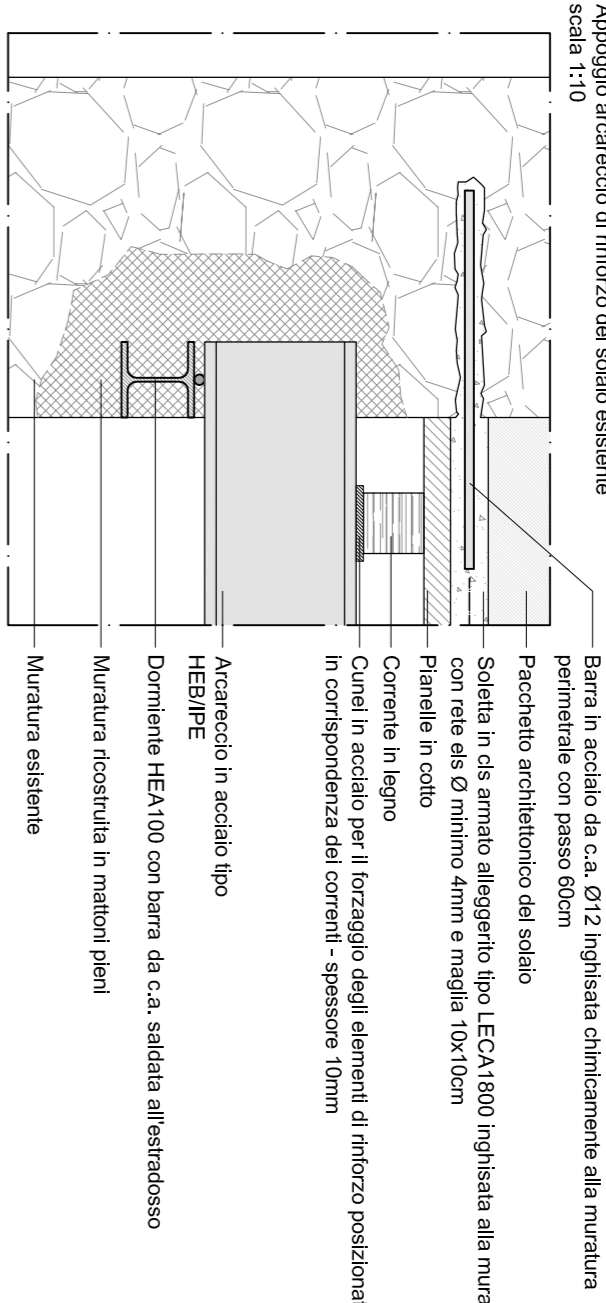 Appoggio arcareccio di rinforzo del solaio esistente
scala 1:10
Barra in acciaio da c.a. Ø12 inghisata chimicamente alla muratura
perimetrale con passo 60cm
Pacchetto architettonico del solaio
Soletta in cls armato alleggerito tipo LECA1800 inghisata alla mura
con rete els Ø minimo 4mm e maglia 10x10cm
Pianelle in cotto
Corrente in legno
Cunei in acciaio per il forzaggio degli elementi di rinforzo posizionat
in corrispondenza dei correnti - spessore 10mm
Arcareccio in acciaio tipo
HEB/IPE
Dormiente HEA100 con barra da c.a. saldata all'estradosso
Muratura ricostruita in mattoni pieni
Muratura esistente